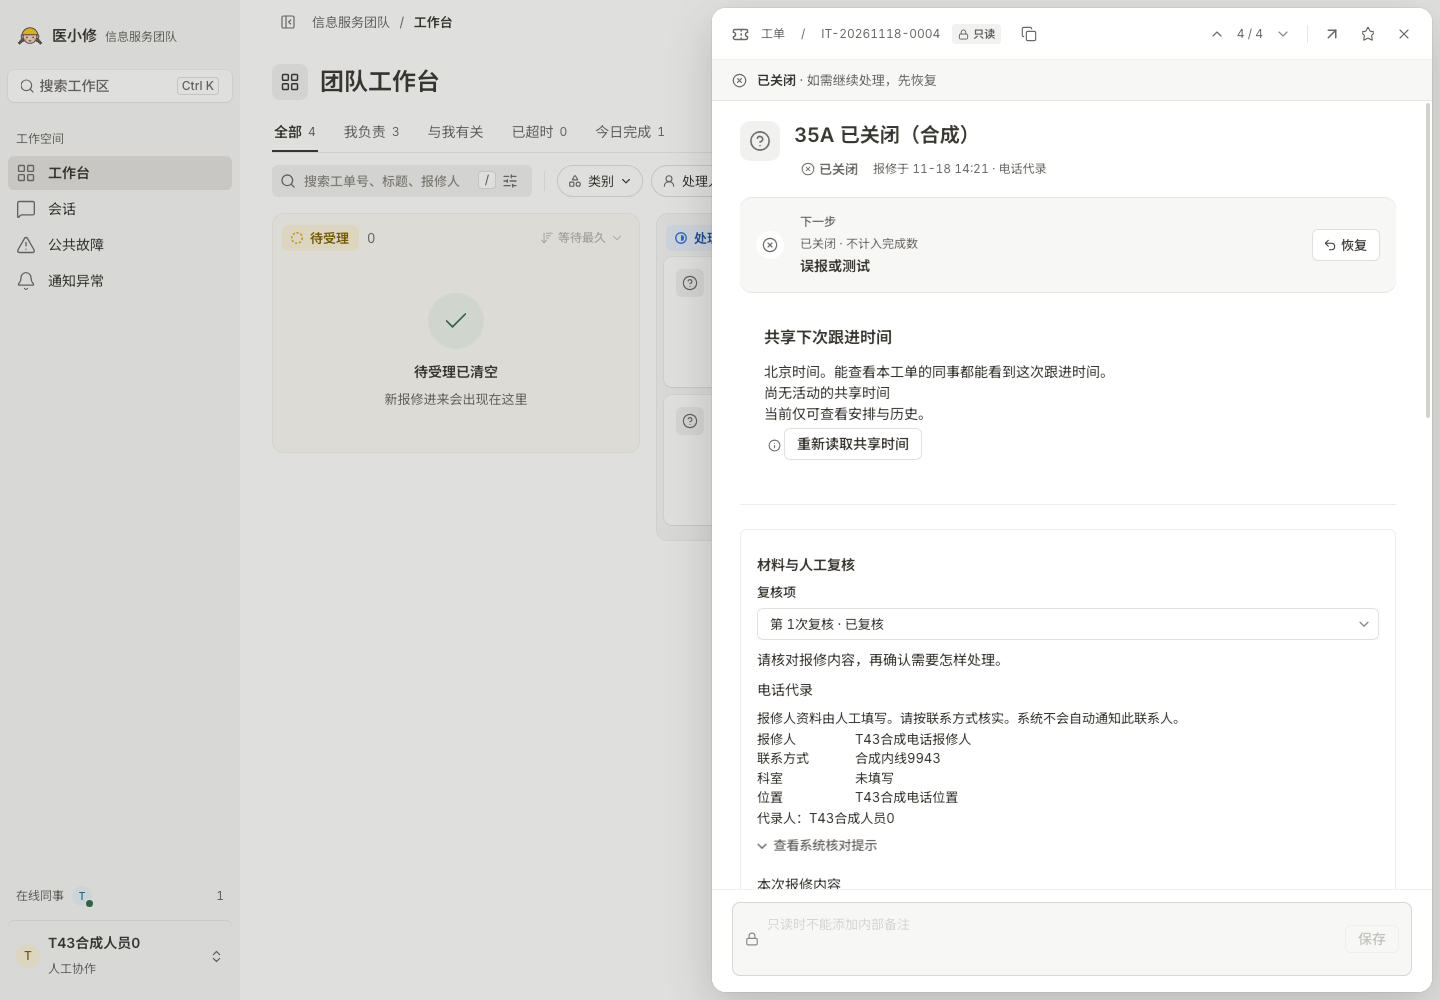 医小修 信息服务团队
搜索工作区 Ctrl K
工作空间
工作台
会话
公共故障
通知异常
在线同事 T 1
T T43合成人员0
人工协作
信息服务团队 / 工作台
团队工作台
全部 4 我负责 3 与我有关 已超时 0 今日完成 1
搜索工单号、标题、报修人 / 类别
待受理 0 等待最久
待受理已清空
新报修进来会出现在这里
工单 / IT-20261118-0004 只读 4 / 4
已关闭 · 如需继续处理，先恢复
35A 已关闭（合成）
已关闭 报修于 11-18 14:21 · 电话代录
下一步
已关闭 · 不计入完成数
误报或测试
恢复
共享下次跟进时间
北京时间。能查看本工单的同事都能看到这次跟进时间。
尚无活动的共享时间
当前仅可查看安排与历史。
重新读取共享时间
材料与人工复核
复核项
第 1次复核 · 已复核
请核对报修内容，再确认需要怎样处理。
电话代录
报修人资料由人工填写。请按联系方式核实。系统不会自动通知此联系人。
报修人 T43合成电话报修人
联系方式 合成内线9943
科室 未填写
位置 T43合成电话位置
代录人：T43合成人员0
查看系统核对提示
本次报修内容
只读时不能添加内部备注
保存